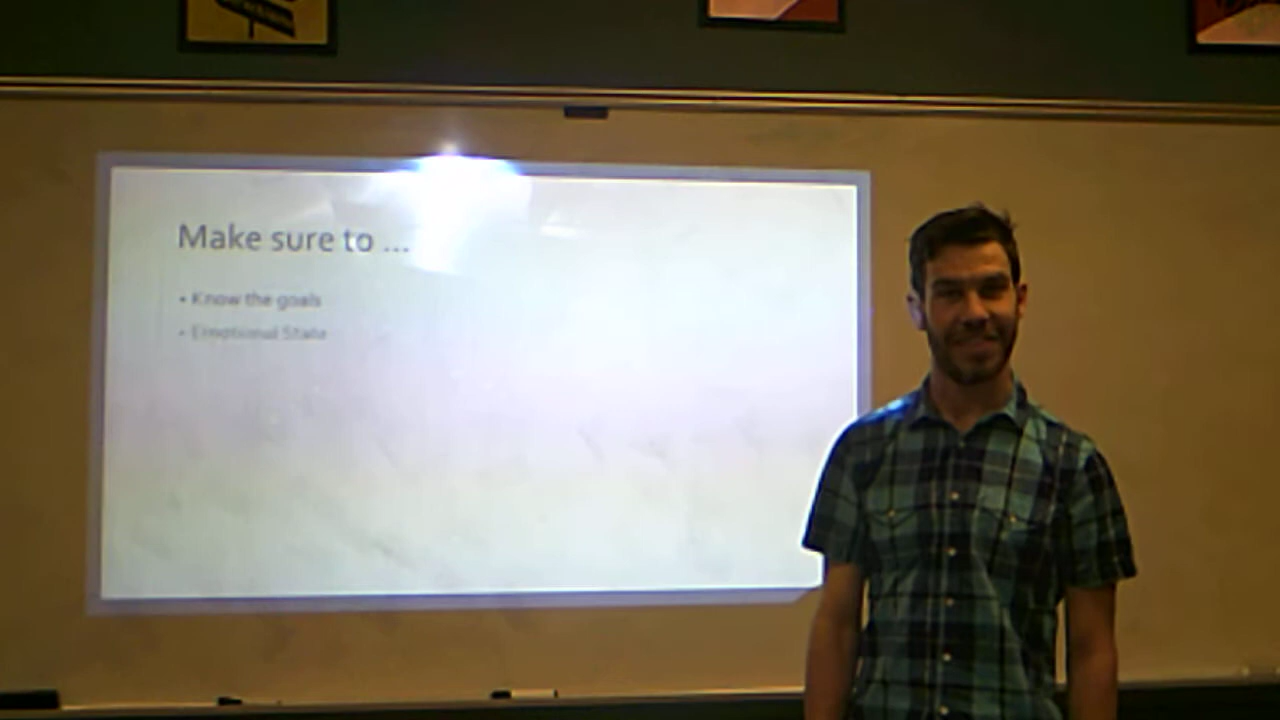 Make sure to ...
• Know the goals
• Emotional State